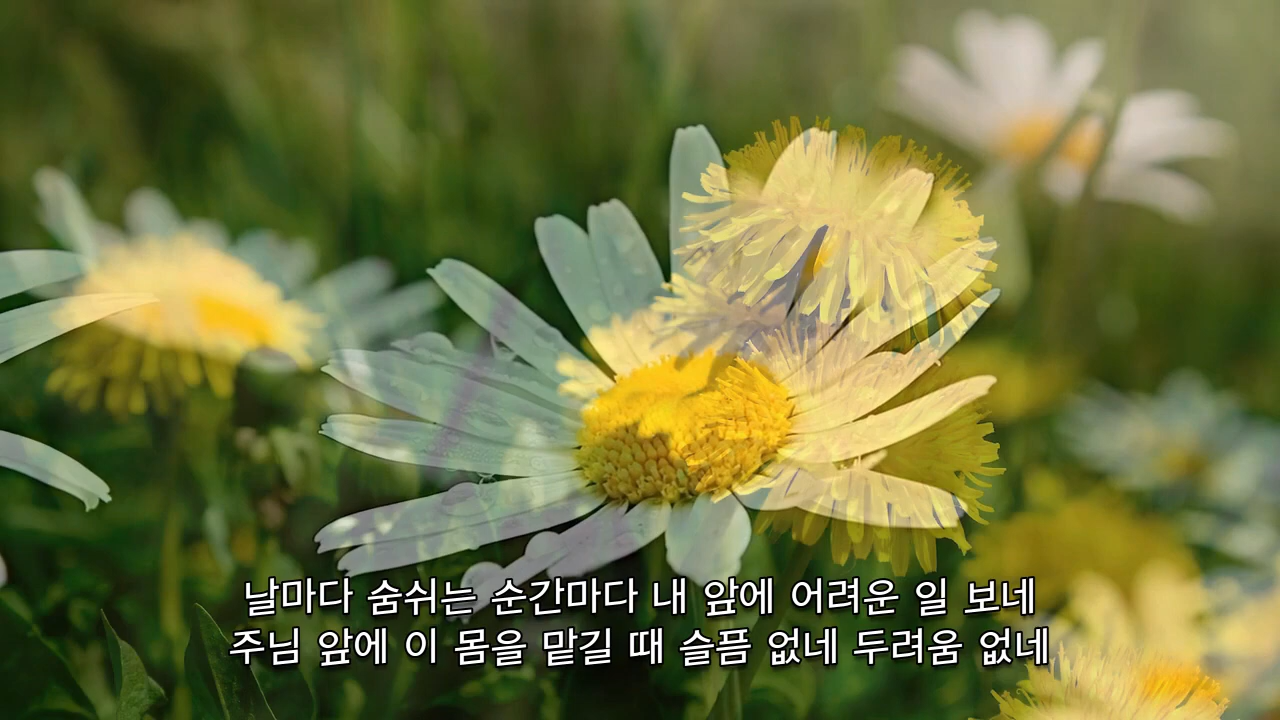 날마다 숨쉬는 순간마다 내 앞에 어려운 일 보네
주님 앞에 이 몸을 맡길 때 슬픔 없네 두려움 없네